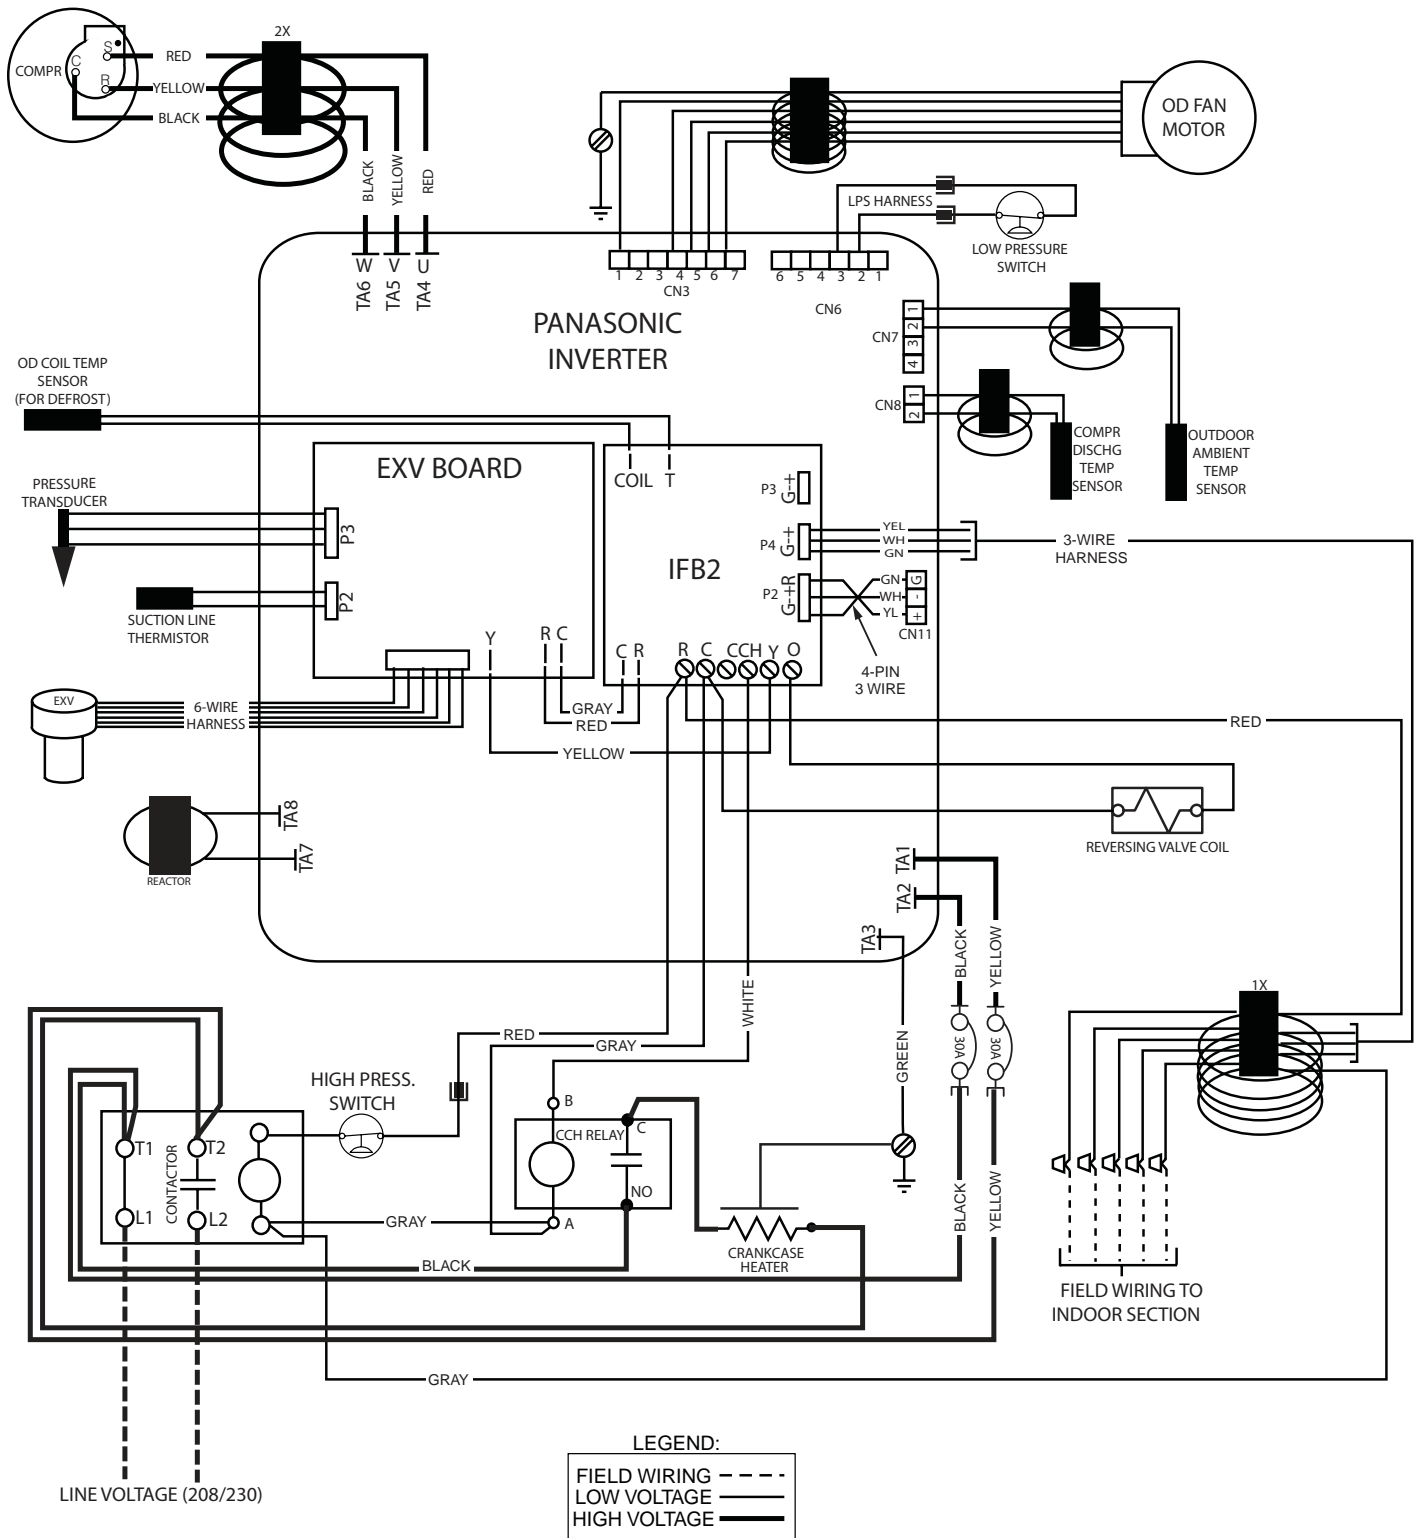 2X
S
C
R
COMPR
RED
YELLOW
BLACK
BLACK
YELLOW
RED
W
V
U
TA6
TA5
TA4
OD FAN
MOTOR
LPS HARNESS
LOW PRESSURE
SWITCH
1 2 3 4 5 6 7
CN3
6 5 4 3 2 1
CN6
PANASONIC
INVERTER
CN7
1
2
3
4
CN8
1
2
OD COIL TEMP
SENSOR
(FOR DEFROST)
COMPR
DISCHG
TEMP
SENSOR
OUTDOOR
AMBIENT
TEMP
SENSOR
EXV BOARD
COIL T
PRESSURE
TRANSDUCER
P3
P3
G-+
P4
G-+
YEL
WH
GN
3-WIRE
HARNESS
IFB2
P2
G-+R
GN
WH
YL
G
-
+
CN11
4-PIN
3 WIRE
P2
SUCTION LINE
THERMISTOR
Y
R C
C R
R C CCH Y O
EXV
6-WIRE
HARNESS
GRAY
RED
YELLOW
RED
TA8
TA7
REACTOR
REVERSING VALVE COIL
TA1
TA2
TA3
BLACK
YELLOW
WHITE
GREEN
30A
30A
1X
RED
GRAY
HIGH PRESS.
SWITCH
B
CCH RELAY
C
NO
A
T1
T2
CONTACTOR
L1
L2
GRAY
BLACK
BLACK
YELLOW
CRANKCASE
HEATER
FIELD WIRING TO
INDOOR SECTION
GRAY
LEGEND:
FIELD WIRING
LOW VOLTAGE
HIGH VOLTAGE
LINE VOLTAGE (208/230)